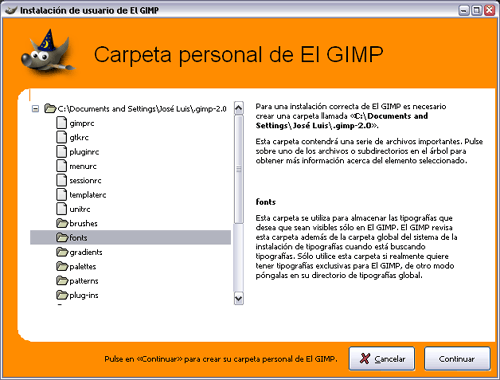 Instalación de usuario de El GIMP
Carpeta personal de El GIMP
C:\Documents and Settings\José Luis\.gimp-2.0
gimprc
gtkrc
pluginrc
menurc
sessionrc
templaterc
unitrc
brushes
fonts
gradients
palettes
patterns
plug-ins
Para una instalación correcta de El GIMP es necesario
crear una carpeta llamada «C:\Documents and
Settings\José Luis\.gimp-2.0».
Esta carpeta contendrá una serie de archivos importantes. Pulse
sobre uno de los archivos o subdirectorios en el árbol para
obtener más información acerca del elemento seleccionado.
fonts
Esta carpeta se utiliza para almacenar las tipografías que
desea que sean visibles sólo en El GIMP. El GIMP revisa
esta carpeta además de la carpeta global del sistema de la
instalación de tipografías cuando está buscando
tipografías. Sólo utilice esta carpeta si realmente quiere
tener tipografías exclusivas para El GIMP, de otro modo
póngalas en su directorio de tipografías global.
Pulse en «Continuar» para crear su carpeta personal de El GIMP.
Cancelar
Continuar